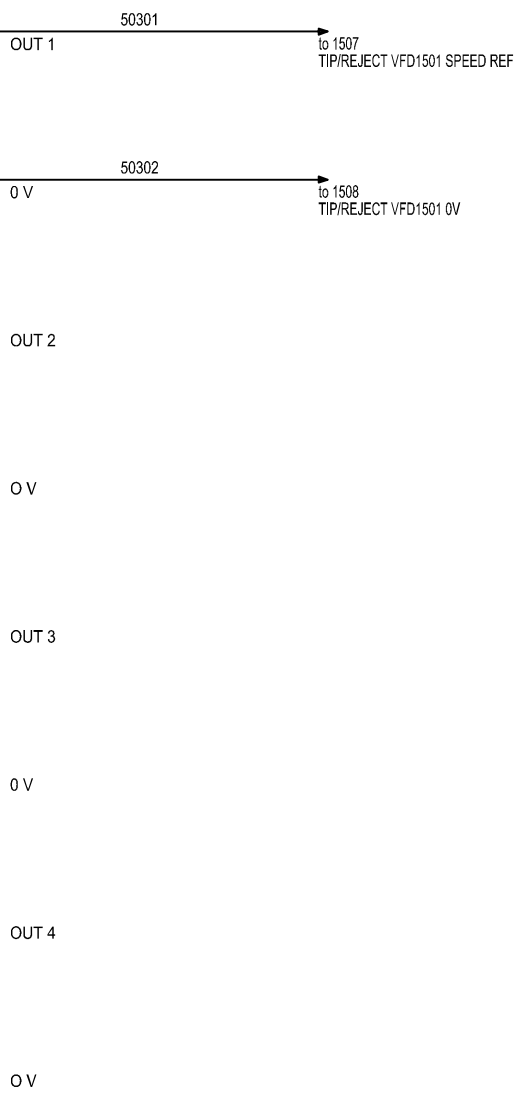 50301
OUT 1
to 1507
TIP/REJECT VFD1501 SPEED REF
50302
0 V
to 1508
TIP/REJECT VFD1501 0V
OUT 2
O V
OUT 3
0 V
OUT 4
O V